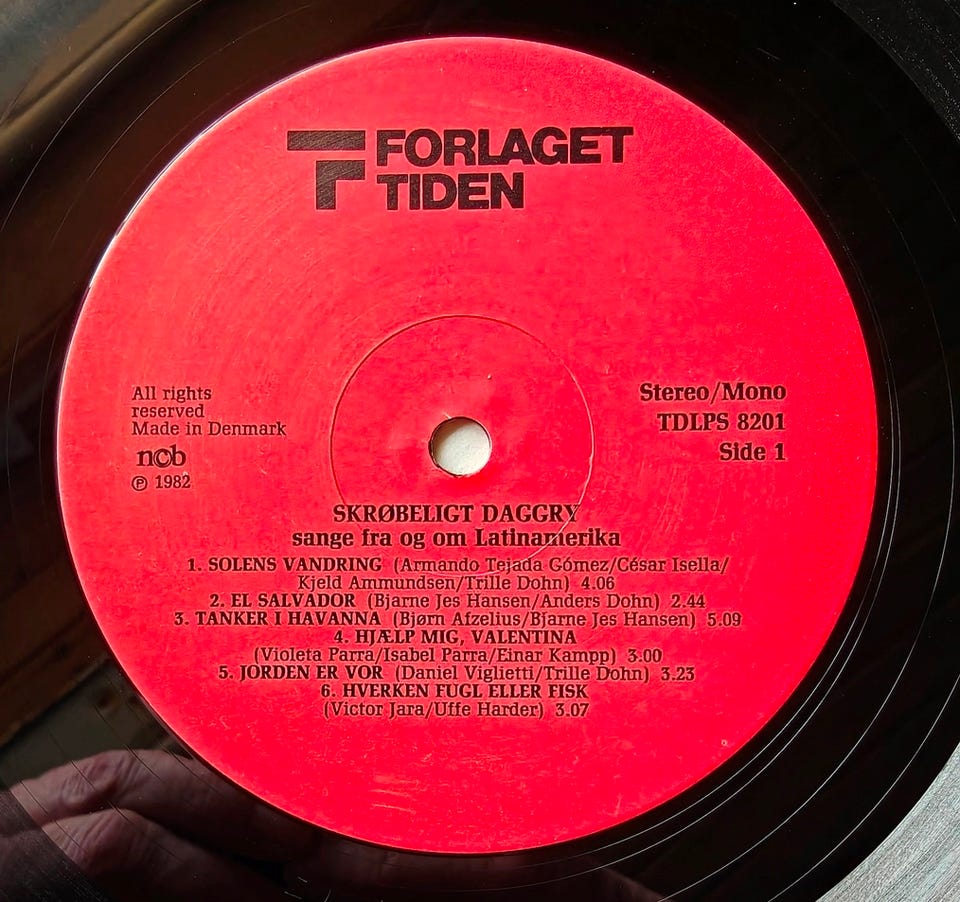 FORLAGET
TIDEN
All rights
reserved
Made in Denmark
n©b
℗ 1982
Stereo/Mono
TDLPS 8201
Side 1
SKRØBELIGT DAGGRY
sange fra og om Latinamerika
1. SOLENS VANDRING (Armando Tejada Gómez/César Isella/
Kjeld Ammundsen/Trille Dohn) 4.06
2. EL SALVADOR (Bjarne Jes Hansen/Anders Dohn) 2.44
3. TANKER I HAVANNA (Bjørn Afzelius/Bjarne Jes Hansen) 5.09
4. HJÆLP MIG, VALENTINA
(Violeta Parra/Isabel Parra/Einar Kampp) 3:00
5. JORDEN ER VOR (Daniel Viglietti/Trille Dohn) 3.23
6. HVERKEN FUGL ELLER FISK
(Victor Jara/Uffe Harder) 3.07